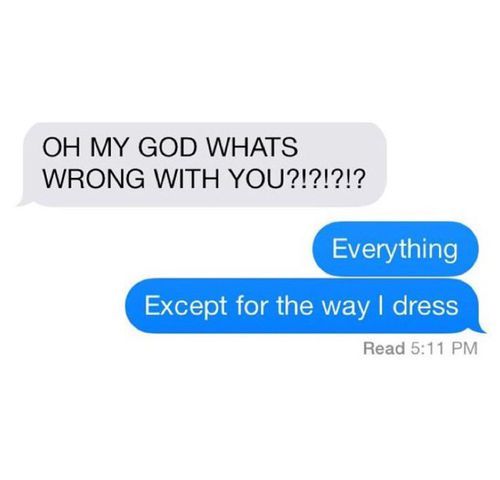 OH MY GOD WHATS
WRONG WITH YOU?!?!?!?
Everything
Except for the way I dress
Read 5:11 PM